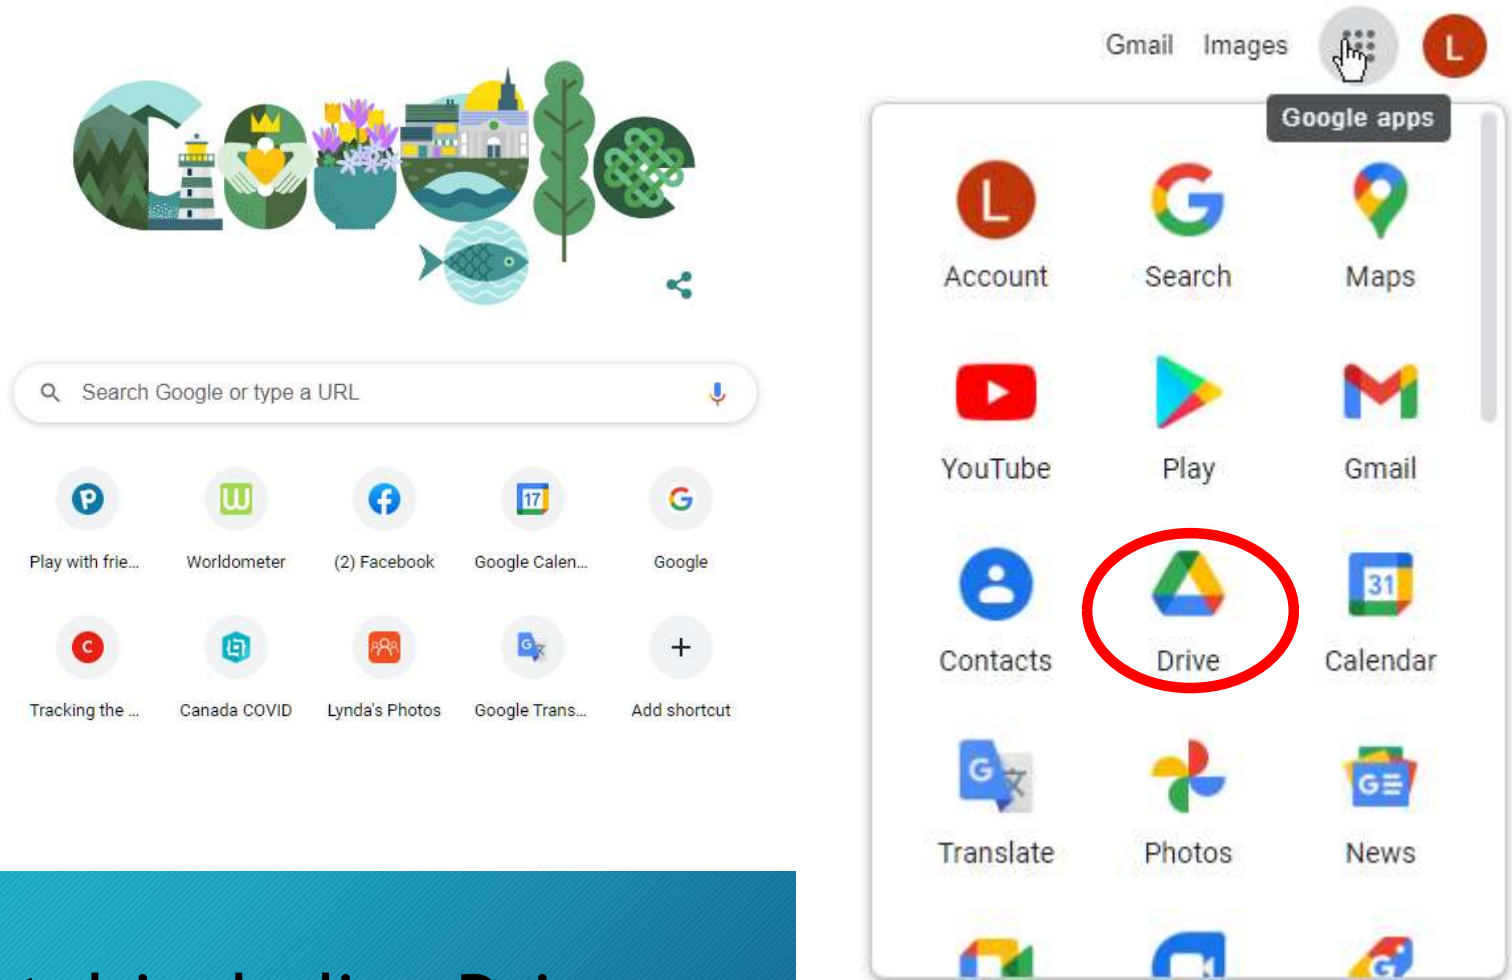 Gmail Images L
Google apps
Search Google or type a URL
Play with frie... Worldometer (2) Facebook Google Calen... Google
Tracking the ... Canada COVID Lynda's Photos Google Trans... Add shortcut
L
Account Search Maps
YouTube Play Gmail
31
Contacts Drive Calendar
Translate Photos News
17